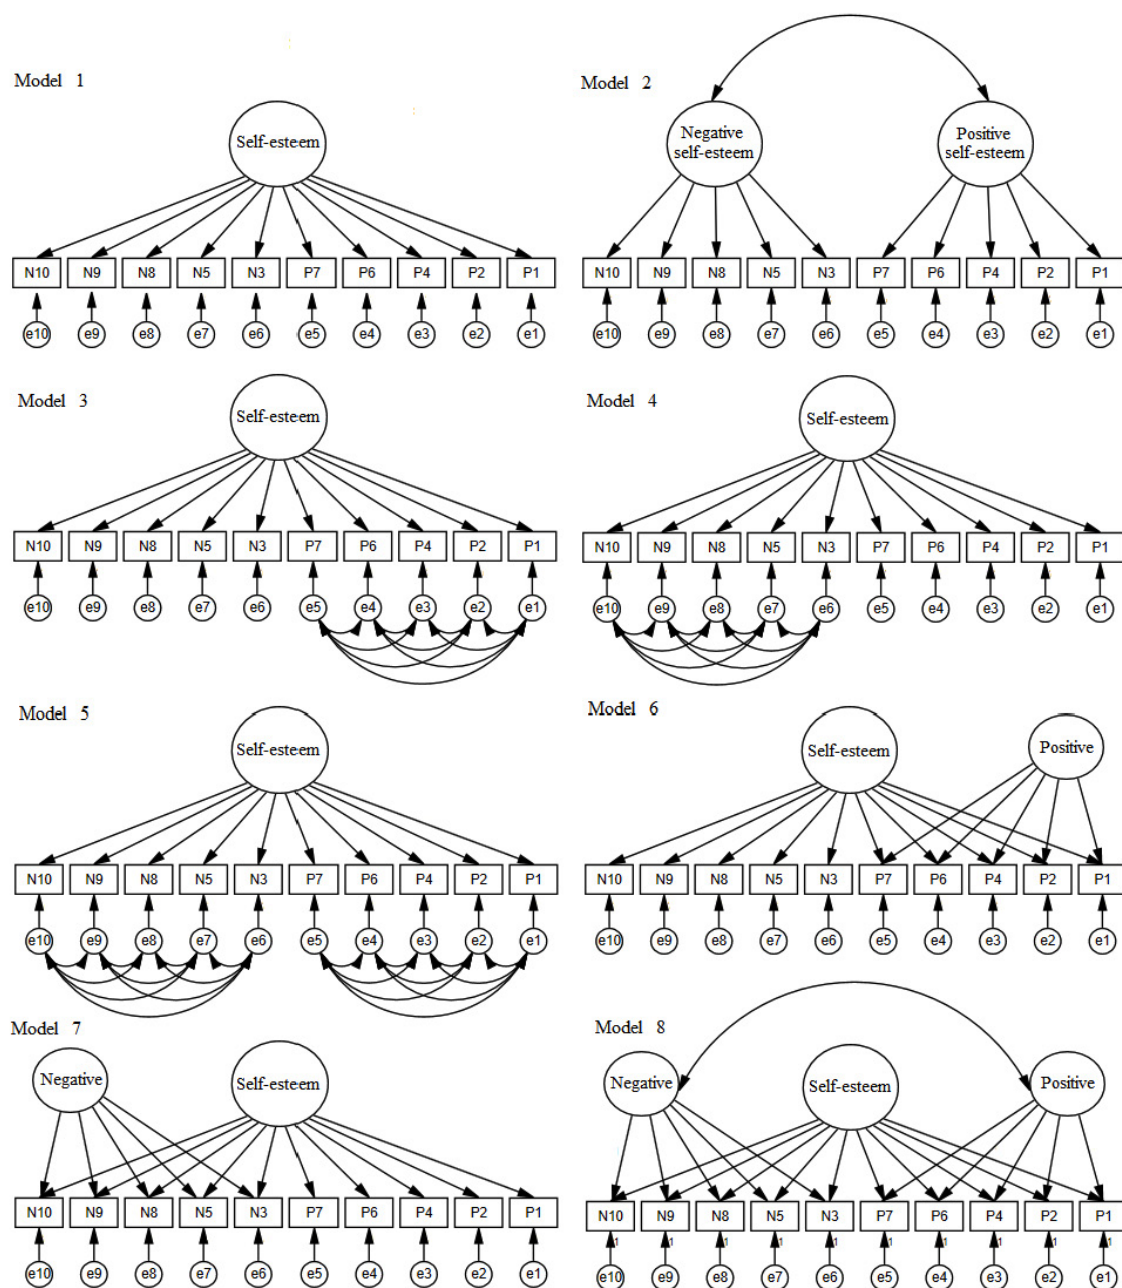 Model 1
Self-esteem
N10 N9 N8 N5 N3 P7 P6 P4 P2 P1
e10 e9 e8 e7 e6 e5 e4 e3 e2 e1
Model 2
Negative
self-esteem
Positive
self-esteem
N10 N9 N8 N5 N3 P7 P6 P4 P2 P1
e10 e9 e8 e7 e6 e5 e4 e3 e2 e1
Model 3
Self-esteem
N10 N9 N8 N5 N3 P7 P6 P4 P2 P1
e10 e9 e8 e7 e6 e5 e4 e3 e2 e1
Model 4
Self-esteem
N10 N9 N8 N5 N3 P7 P6 P4 P2 P1
e10 e9 e8 e7 e6 e5 e4 e3 e2 e1
Model 5
Self-esteem
N10 N9 N8 N5 N3 P7 P6 P4 P2 P1
e10 e9 e8 e7 e6 e5 e4 e3 e2 e1
Model 6
Self-esteem
Positive
N10 N9 N8 N5 N3 P7 P6 P4 P2 P1
e10 e9 e8 e7 e6 e5 e4 e3 e2 e1
Model 7
Negative
Self-esteem
N10 N9 N8 N5 N3 P7 P6 P4 P2 P1
e10 e9 e8 e7 e6 e5 e4 e3 e2 e1
Model 8
Negative
Self-esteem
Positive
N10 N9 N8 N5 N3 P7 P6 P4 P2 P1
1 1 1 1 1 1 1 1 1 1
e10 e9 e8 e7 e6 e5 e4 e3 e2 e1